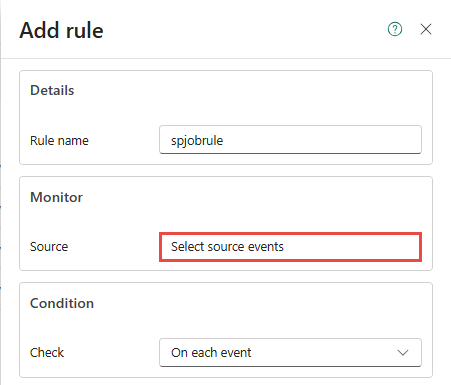 Add rule
Details
Rule name spjobrule
Monitor
Source Select source events
Condition
Check On each event